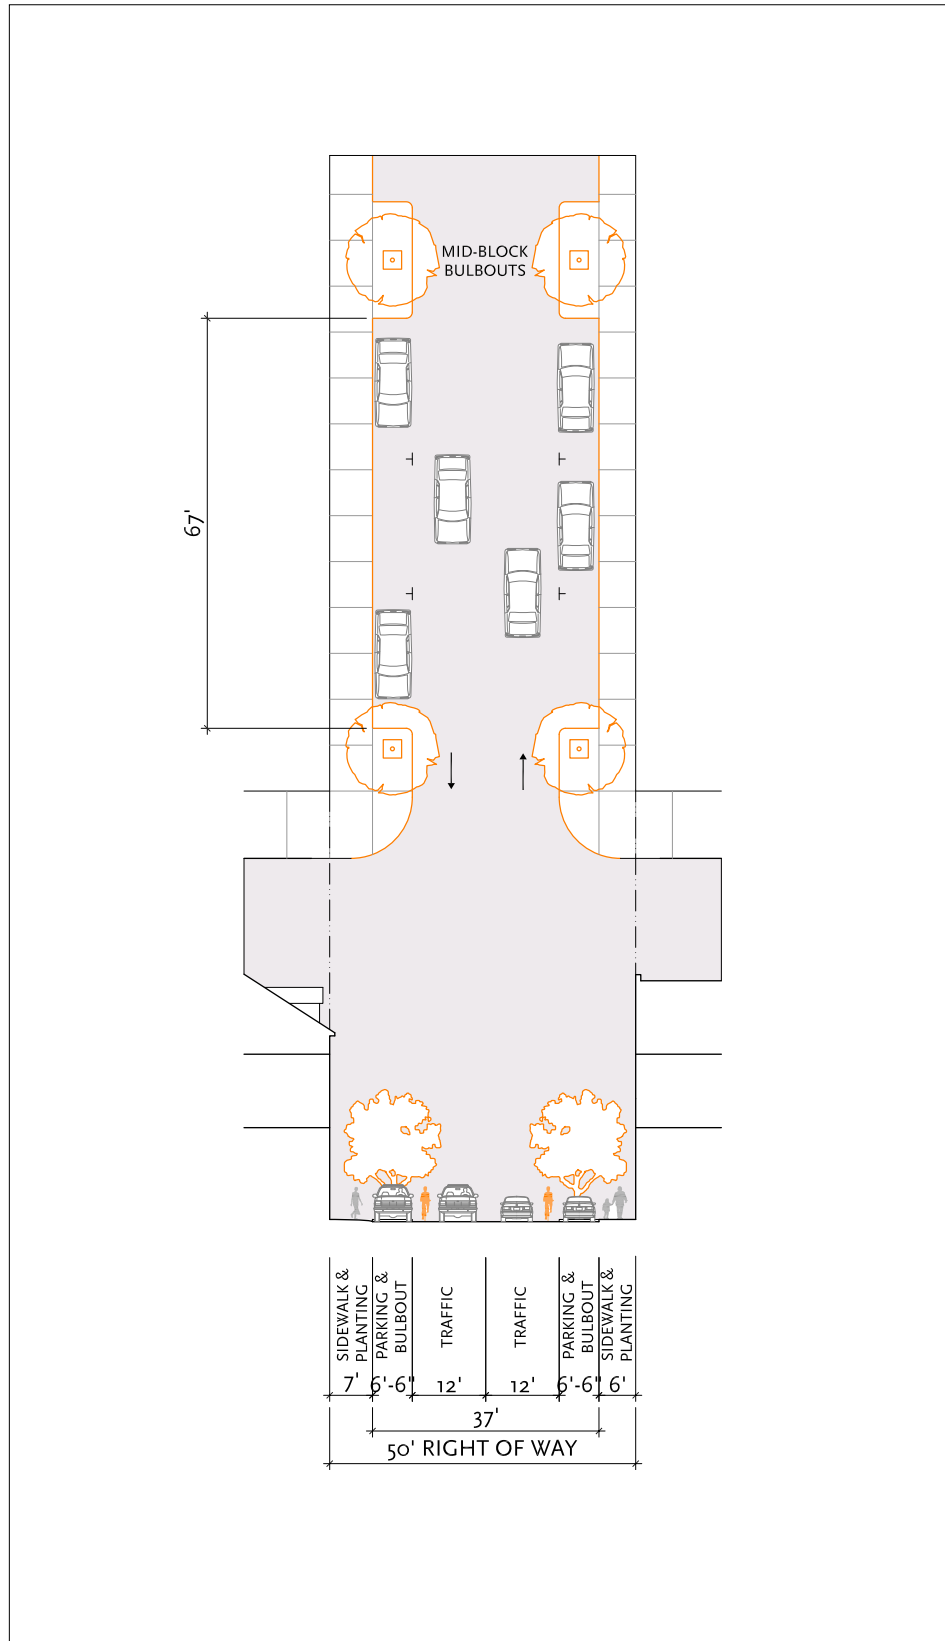 MID-BLOCK
BULBOUTS
67'
SIDEWALK &
PLANTING
PARKING &
BULBOUT
TRAFFIC
TRAFFIC
PARKING &
BULBOUT
SIDEWALK &
PLANTING
7' 6'-6" 12' 12' 6'-6" 6'
37'
50' RIGHT OF WAY